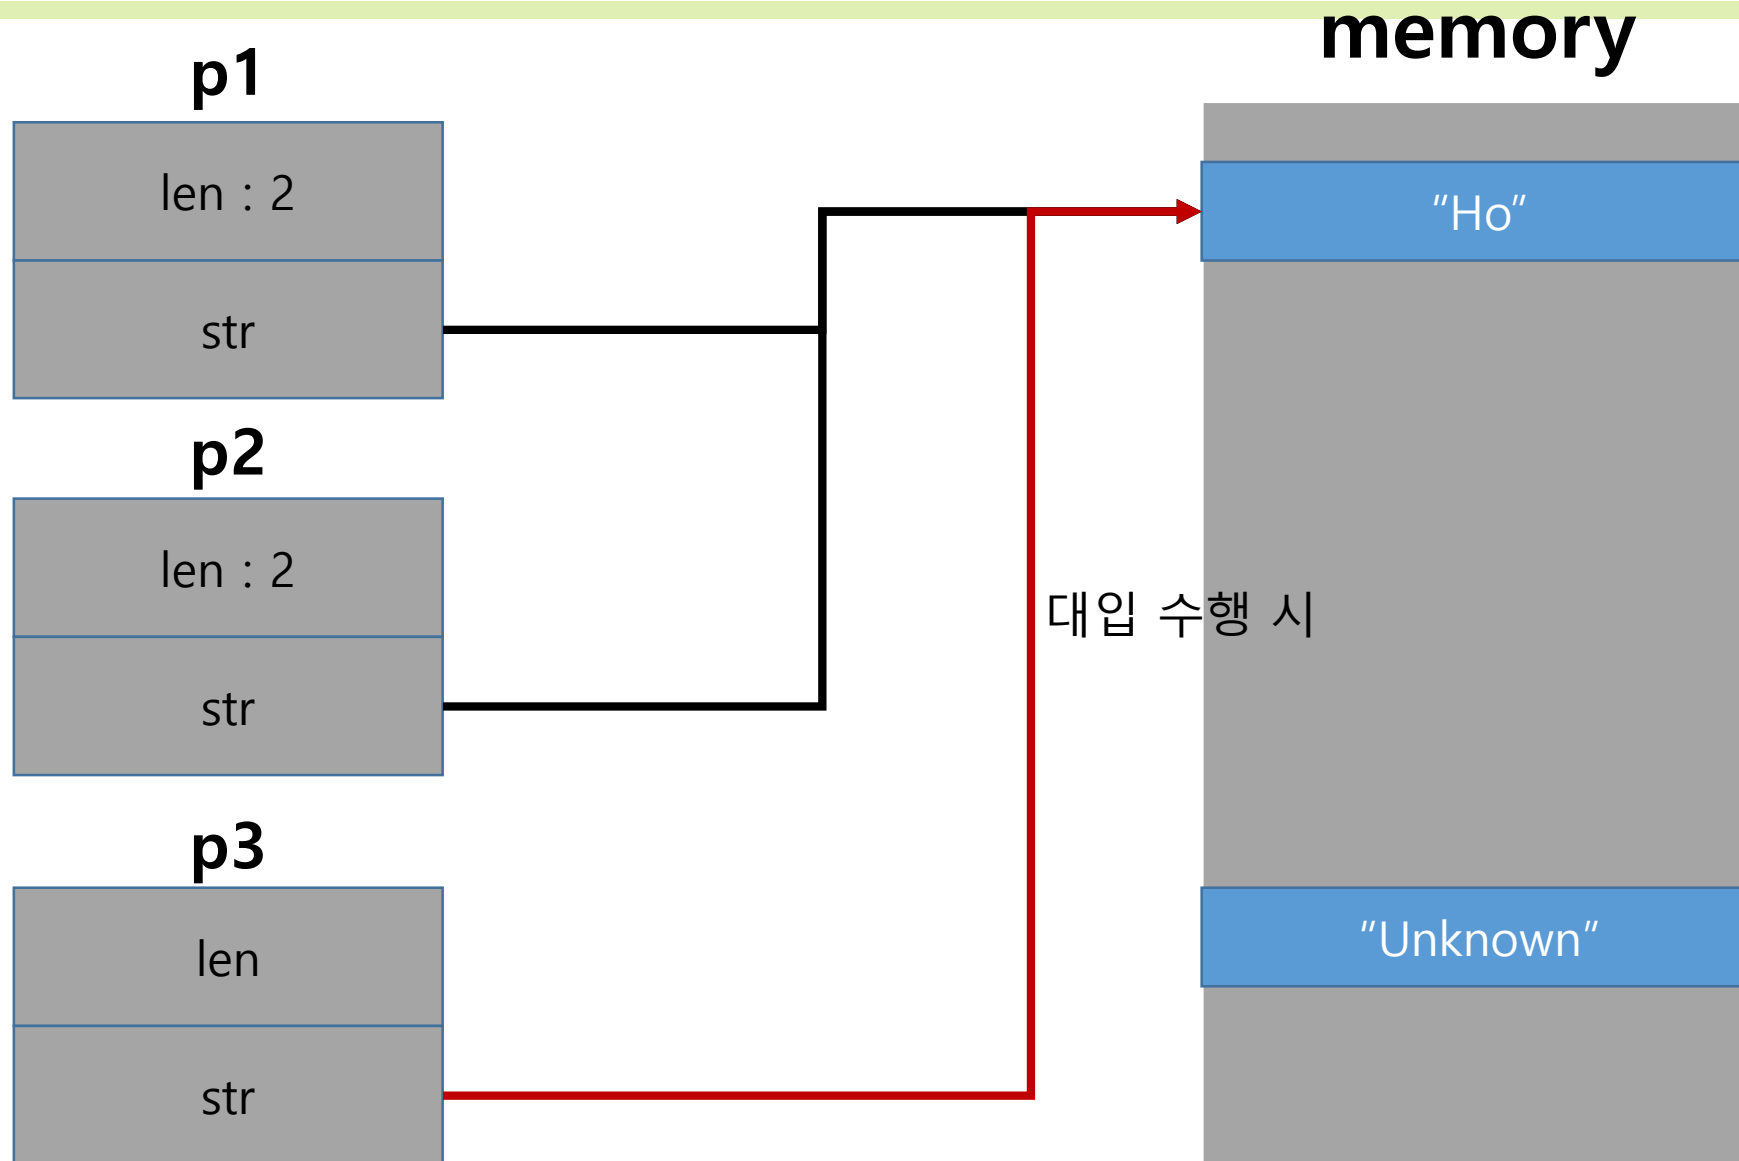 memory
p1
len : 2
str
"Ho"
p2
len : 2
str
대입 수행 시
p3
len
str
"Unknown"